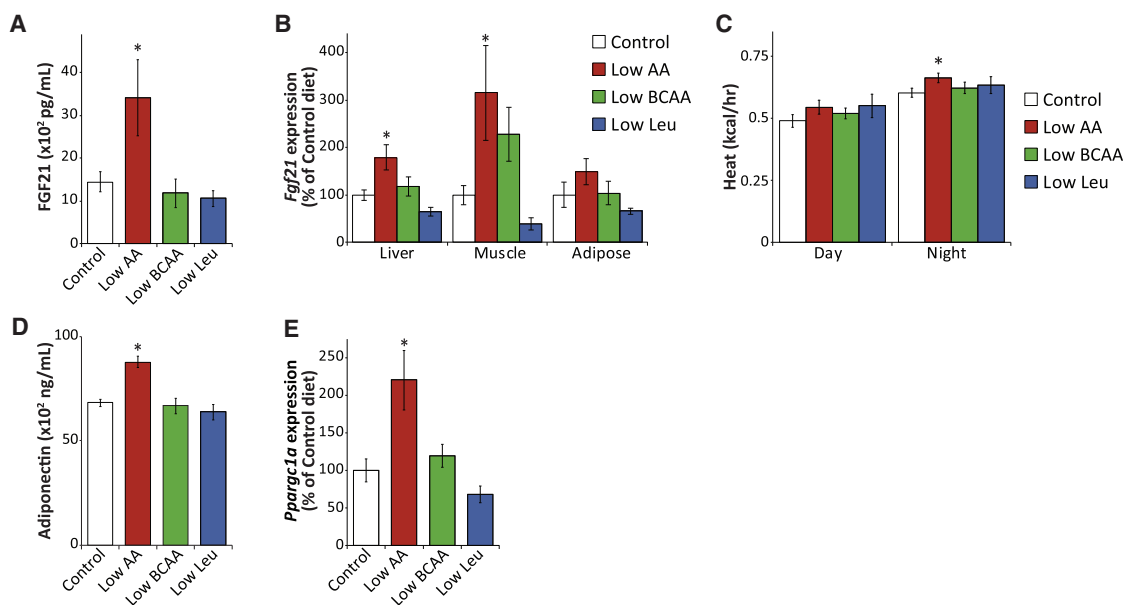 A
FGF21 (x10² pg/mL)
40
30
20
10
0
*
Control
Low AA
Low BCAA
Low Leu
B
Fgf21 expression
(% of Control diet)
400
300
200
100
0
*
*
Liver
Muscle
Adipose
Control
Low AA
Low BCAA
Low Leu
C
Heat (kcal/hr)
0.75
0.5
0.25
0
*
Day
Night
Control
Low AA
Low BCAA
Low Leu
D
Adiponectin (x10² ng/mL)
100
50
0
*
Control
Low AA
Low BCAA
Low Leu
E
Ppargc1a expression
(% of Control diet)
250
200
150
100
50
0
*
Control
Low AA
Low BCAA
Low Leu